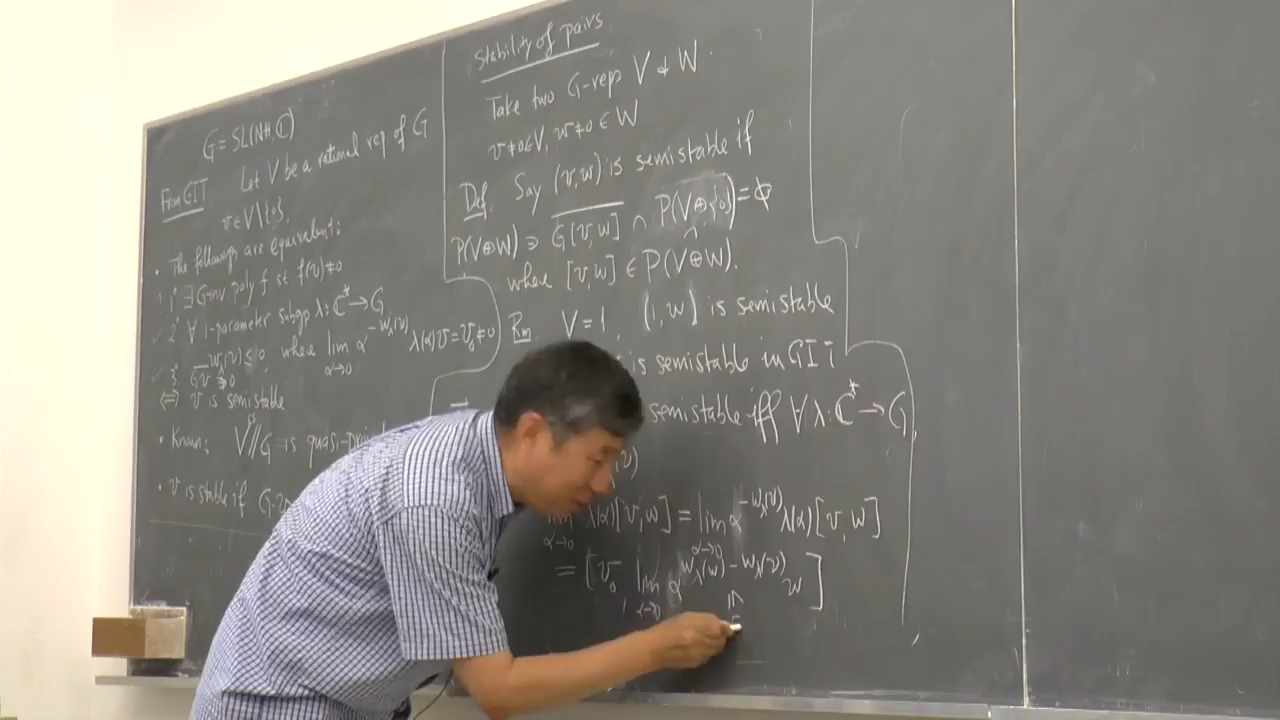 G = SL(N+1, ℂ)
From GIT Let V be a rational rep of G
v ∈ V\{0}.
• The following are equivalent:
1° ∃ G-inv poly f st f(v) ≠ 0
2° ∀ 1-parameter subgp λ: ℂ* → G
w_λ(v) ≤ 0, where lim_{α→0} α^{-w_λ(v)} λ(α)v = v_0 ≠ 0
3° \overline{Gv} ∌ 0
⟺ v is semistable
• Known: V//G is quasi-proj
• v is stable if G·v
Stability of pairs
Take two G-reps V & W.
v ≠ 0 ∈ V, w ≠ 0 ∈ W
Def. Say (v, w) is semistable if
P(V⊕W) ∋ \overline{G[v, w]} ∩ P(V⊕{0}) = ∅
where [v, w] ∈ P(V⊕W).
Rm V = 1, (1, w) is semistable
is semistable in GIT
semistable iff ∀ λ: ℂ* → G
(v)
lim_{α→0} λ(α)[v, w] = lim_{α→0} α^{-w_λ(v)} λ(α)[v, w]
= [v_0, lim_{α→0} α^{w_λ(w) - w_λ(v)} w]